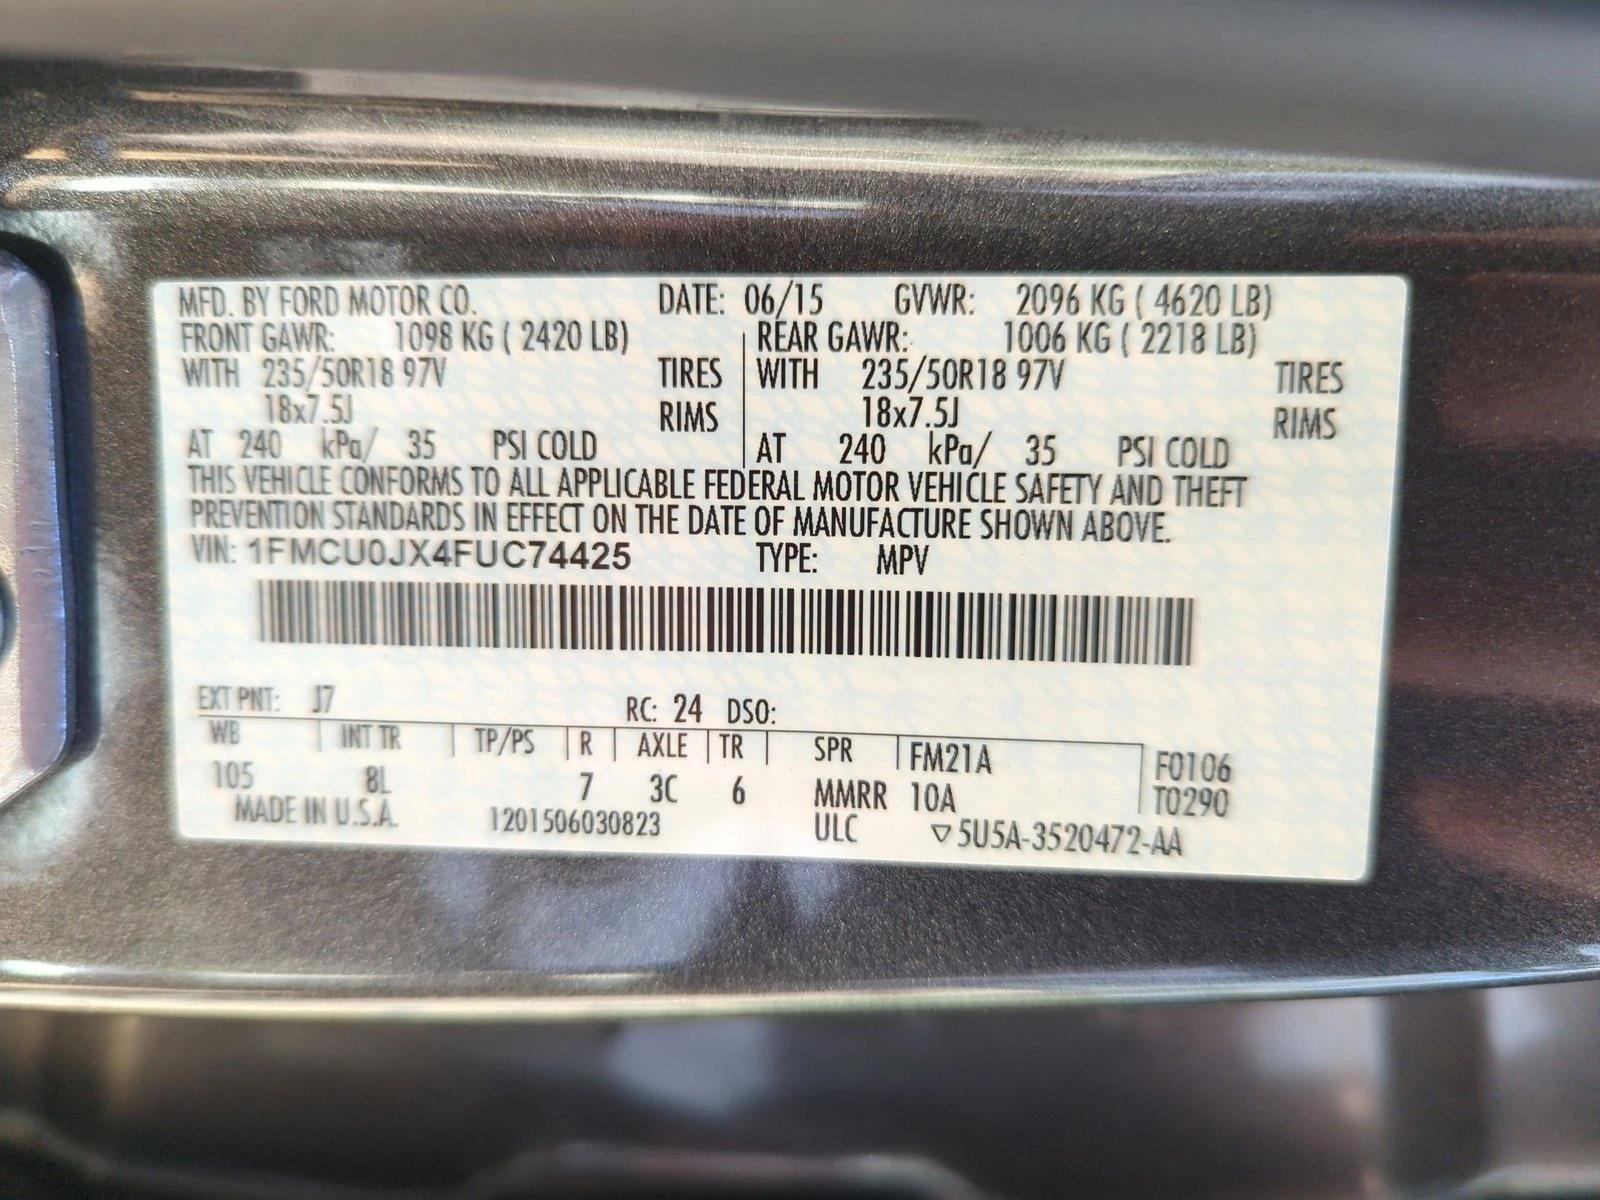 MFD. BY FORD MOTOR CO. DATE: 06/15 GVWR: 2096 KG ( 4620 LB)
FRONT GAWR: 1098 KG ( 2420 LB) REAR GAWR: 1006 KG ( 2218 LB)
WITH 235/50R18 97V TIRES WITH 235/50R18 97V TIRES
18x7.5J RIMS 18x7.5J RIMS
AT 240 kPa/ 35 PSI COLD AT 240 kPa/ 35 PSI COLD
THIS VEHICLE CONFORMS TO ALL APPLICABLE FEDERAL MOTOR VEHICLE SAFETY AND THEFT
PREVENTION STANDARDS IN EFFECT ON THE DATE OF MANUFACTURE SHOWN ABOVE.
VIN: 1FMCU0JX4FUC74425 TYPE: MPV
EXT PNT: J7 RC: 24 DSO:
WB INT TR TP/PS R AXLE TR SPR FM21A F0106
105 8L 7 3C 6 MMRR 10A T0290
MADE IN U.S.A. 1201506030823 ULC ▽5U5A-3520472-AA